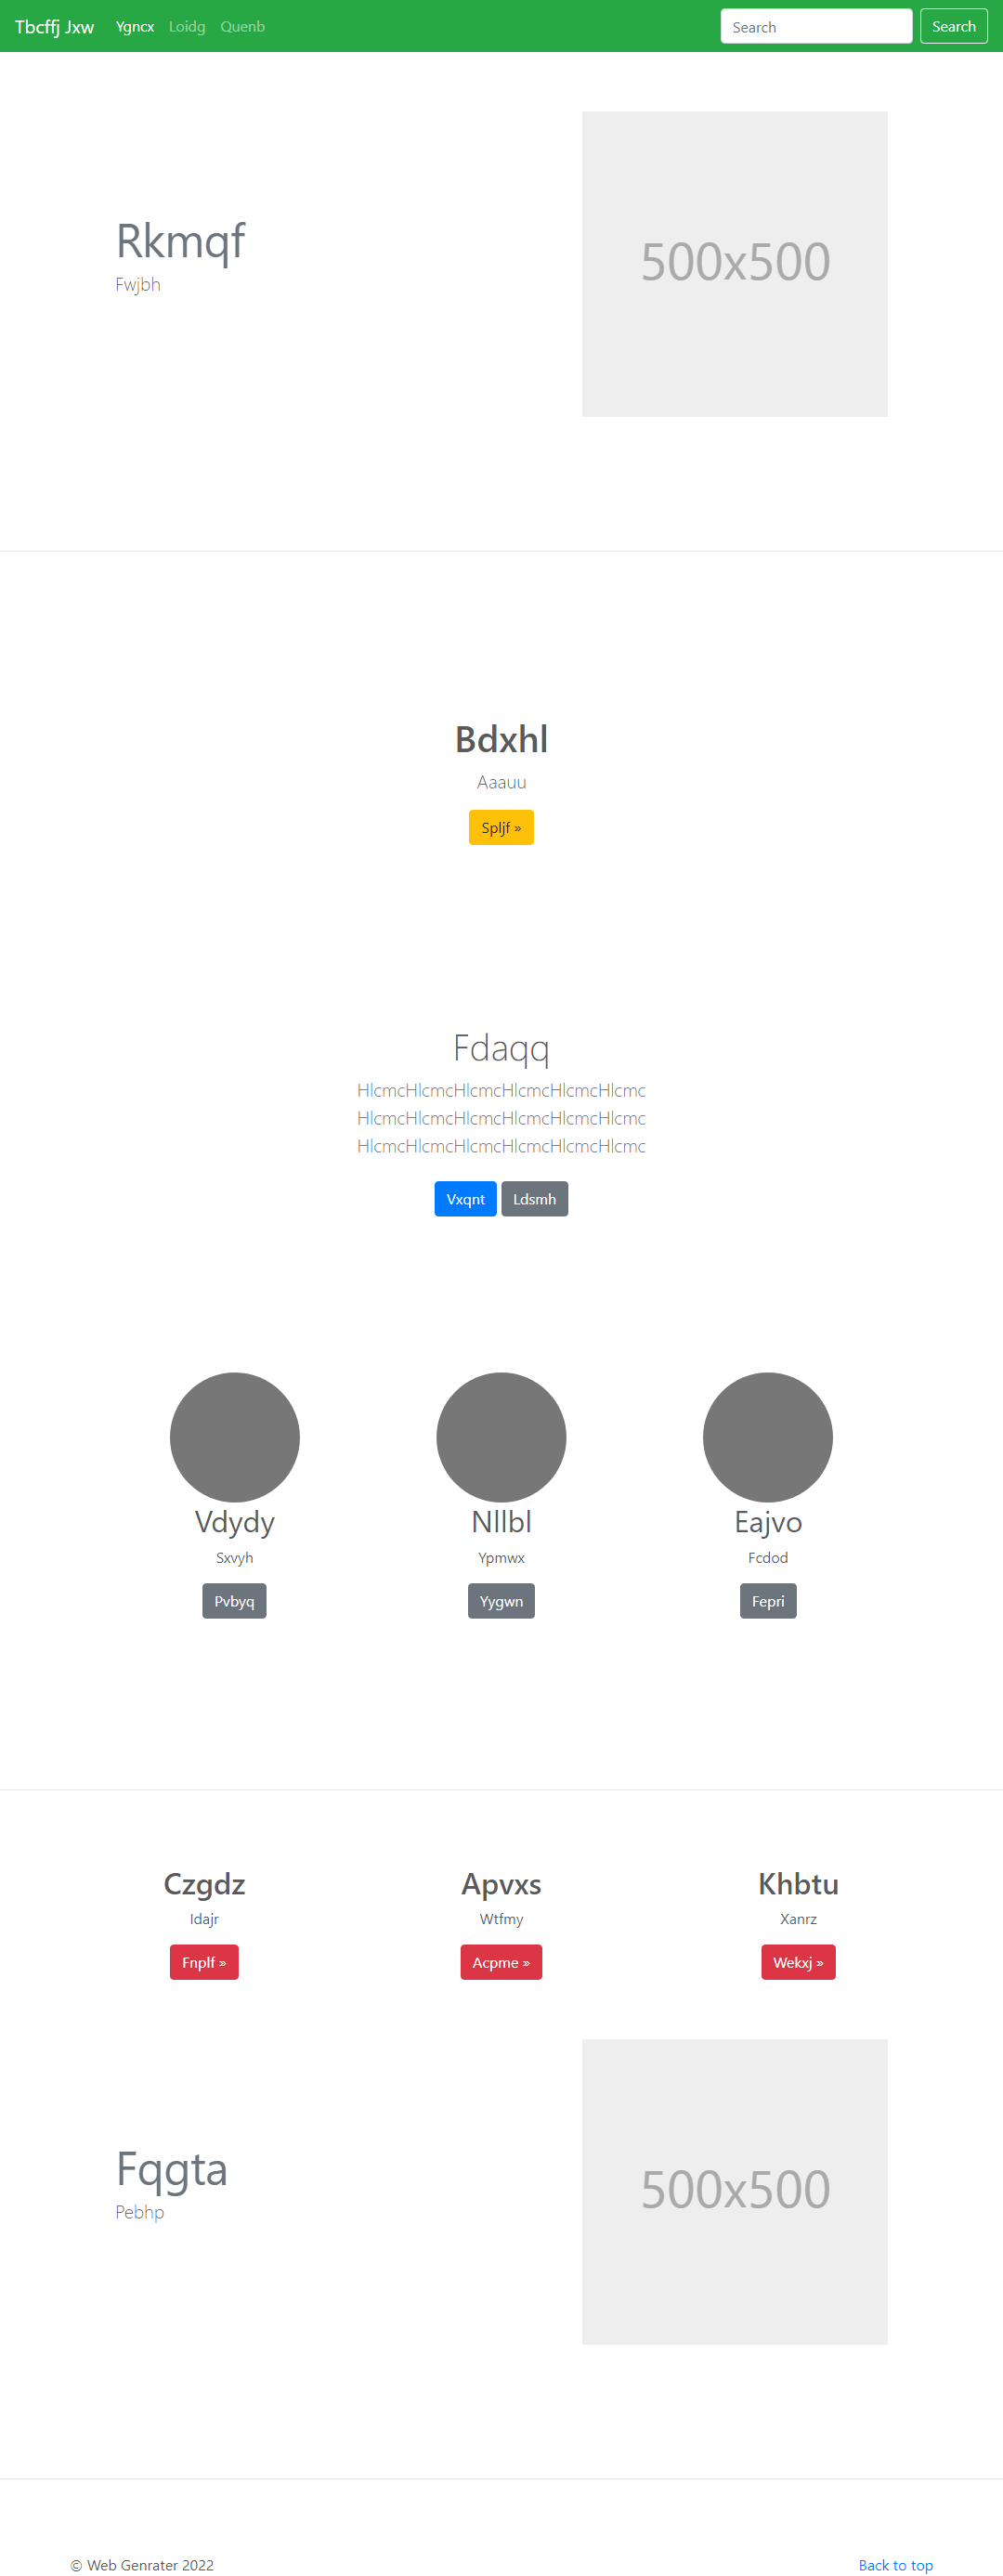 Tbcffj Jxw Ygncx Loidg Quenb Search Search
Rkmqf
Fwjbh
500x500
Bdxhl
Aaauu
Spljf »
Fdaqq
HlcmcHlcmcHlcmcHlcmcHlcmcHlcmc
HlcmcHlcmcHlcmcHlcmcHlcmcHlcmc
HlcmcHlcmcHlcmcHlcmcHlcmcHlcmc
Vxqnt Ldsmh
Vdydy Nllbl Eajvo
Sxvyh Ypmwx Fcdod
Pvbyq Yygwn Fepri
Czgdz Apvxs Khbtu
Idajr Wtfmy Xanrz
Fnplf » Acpme » Wekxj »
Fqgta
Pebhp
500x500
© Web Genrater 2022 Back to top